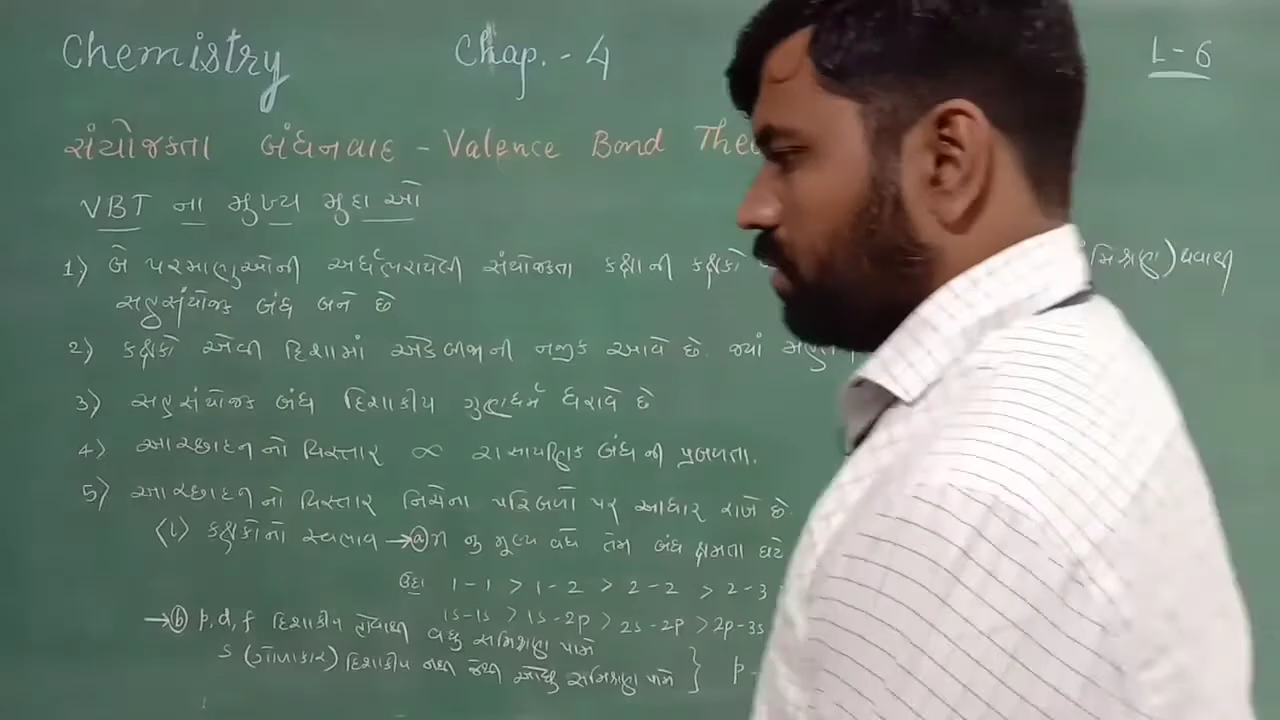 Chemistry Chap. - 4 L - 6
સંયોજકતા બંધનવાદ - Valence Bond
VBT ના મુખ્ય મુદ્દાઓ
1) બે પરમાણુઓની અર્ધભરાયેલી સંયોજકતા કક્ષાની કક્ષકો મિશ્રણ) થવાથી
સહસંયોજક બંધ બને છે
2) કક્ષકો એવી દિશામાં એકબીજાની નજીક આવે છે. જ્યાં
3) સહસંયોજક બંધ દિશાકીય ગુણધર્મ ધરાવે છે
4) આચ્છાદનનો વિસ્તાર ∝ રાસાયણિક બંધની પ્રબળતા.
5) આચ્છાદનનો વિસ્તાર નિચેના પરિબળો પર આધાર રાખે છે.
(1) કક્ષકોનો સ્વભાવ → ⓐ n નુ મૂલ્ય વધે તેમ બંધ ક્ષમતા ઘટે
ઉદા 1-1 > 1-2 > 2-2 > 2-3
1s-1s > 1s-2p > 2s-2p > 2p-3s
→ ⓑ p, d, f દિશાકીય હોવાથી વધુ સંમિશ્રણ પામે
s (ગોળાકાર) દિશાકીય નથી જેથી ઓછુ સંમિશ્રણ પામે } p -